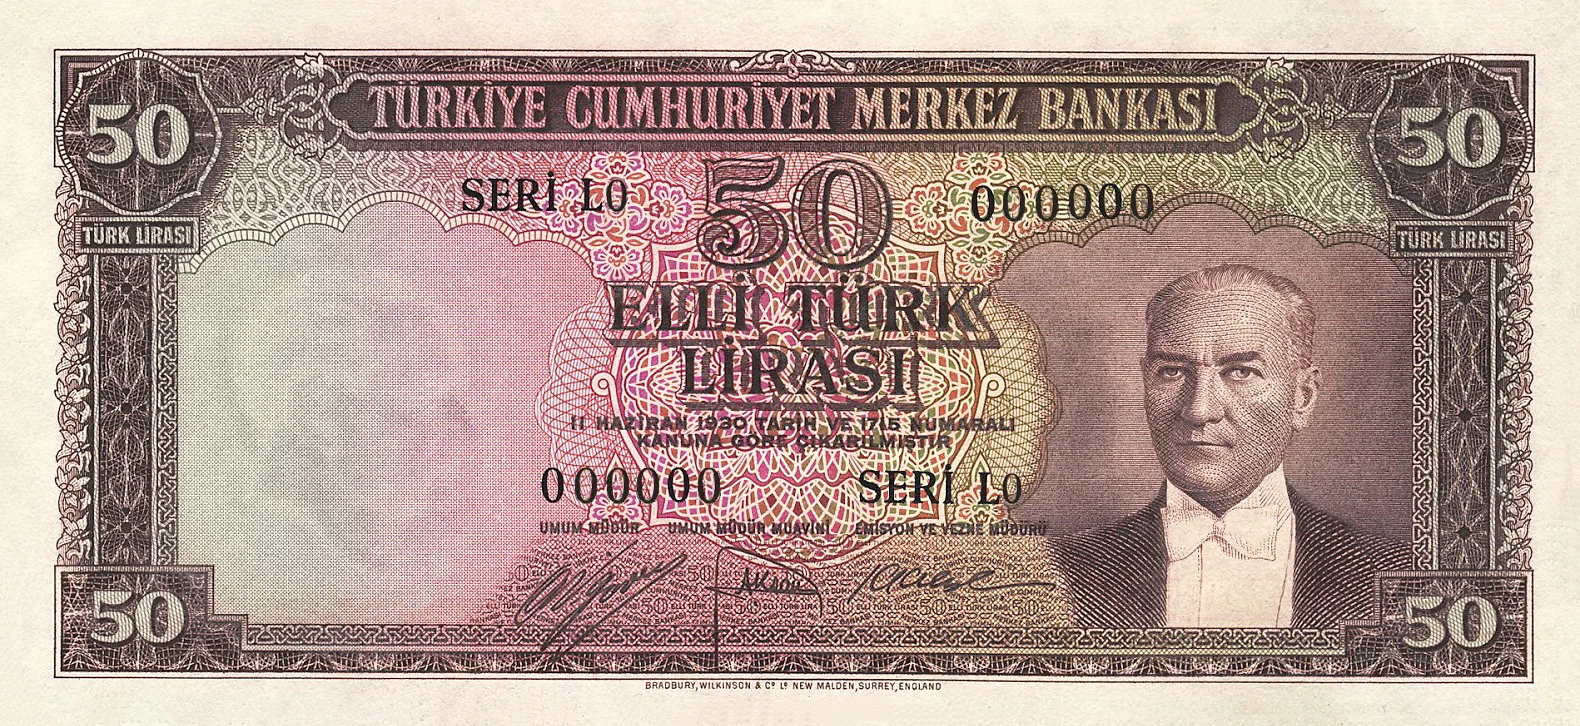 50 TÜRKİYE CUMHURİYET MERKEZ BANKASI 50
SERİ L0 50 000000
TÜRK LİRASI TÜRK LİRASI
ELLİ TÜRK
LİRASI
11 HAZİRAN 1930 TARİH VE 1715 NUMARALI
KANUNA GÖRE ÇIKARILMIŞTIR
000000 SERİ L0
UMUM MÜDÜR UMUM MÜDÜR MUAVİNİ EMİSYON VE VEZNE MÜDÜRÜ
50 50
BRADBURY, WILKINSON & Cº Lº NEW MALDEN, SURREY, ENGLAND